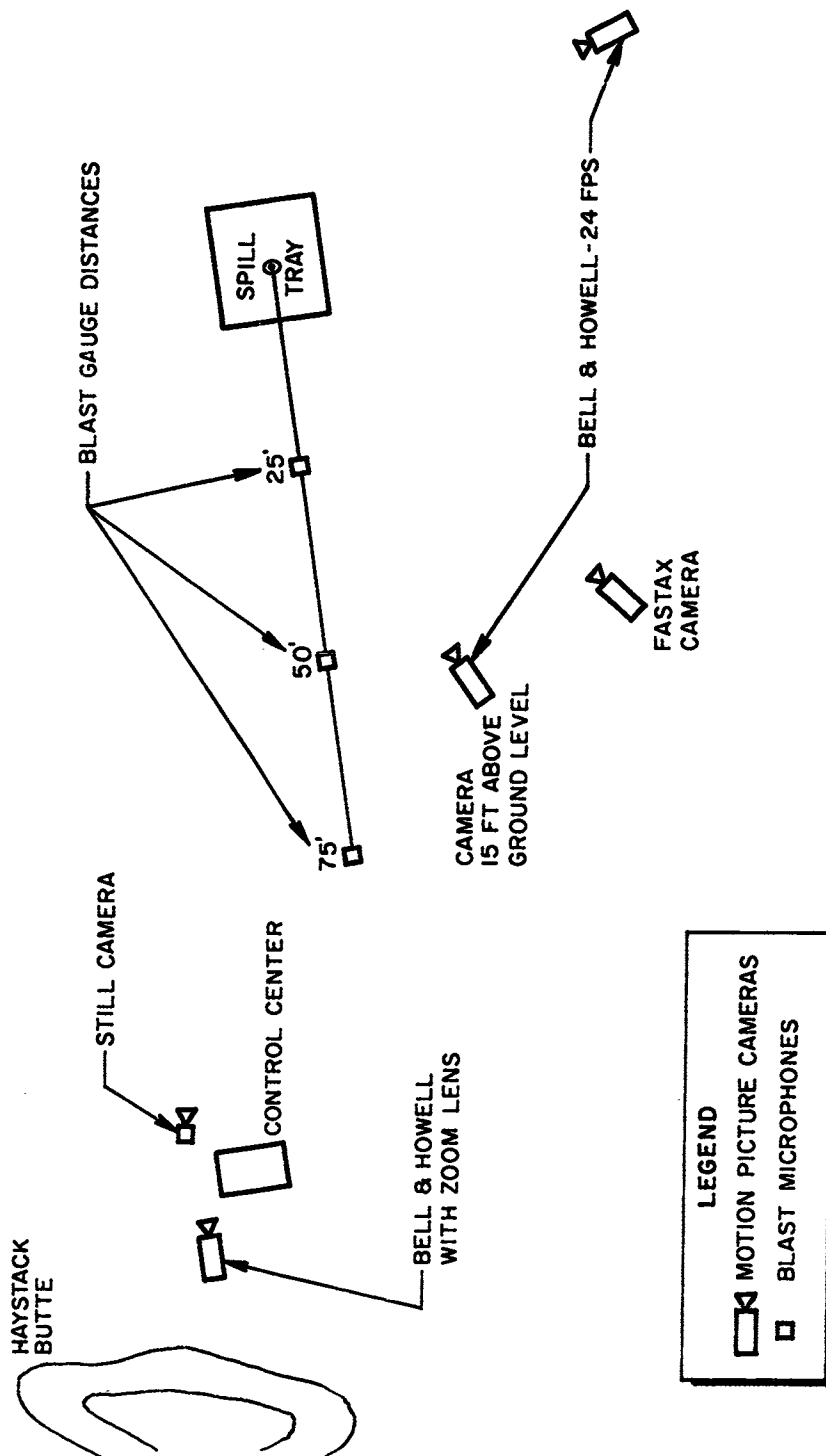 HAYSTACK
BUTTE
STILL CAMERA
BLAST GAUGE DISTANCES
CONTROL CENTER
BELL & HOWELL
WITH ZOOM LENS
75'
50'
25'
SPILL
TRAY
CAMERA
15 FT ABOVE
GROUND LEVEL
BELL & HOWELL-24 FPS
FASTAX
CAMERA
LEGEND
MOTION PICTURE CAMERAS
BLAST MICROPHONES